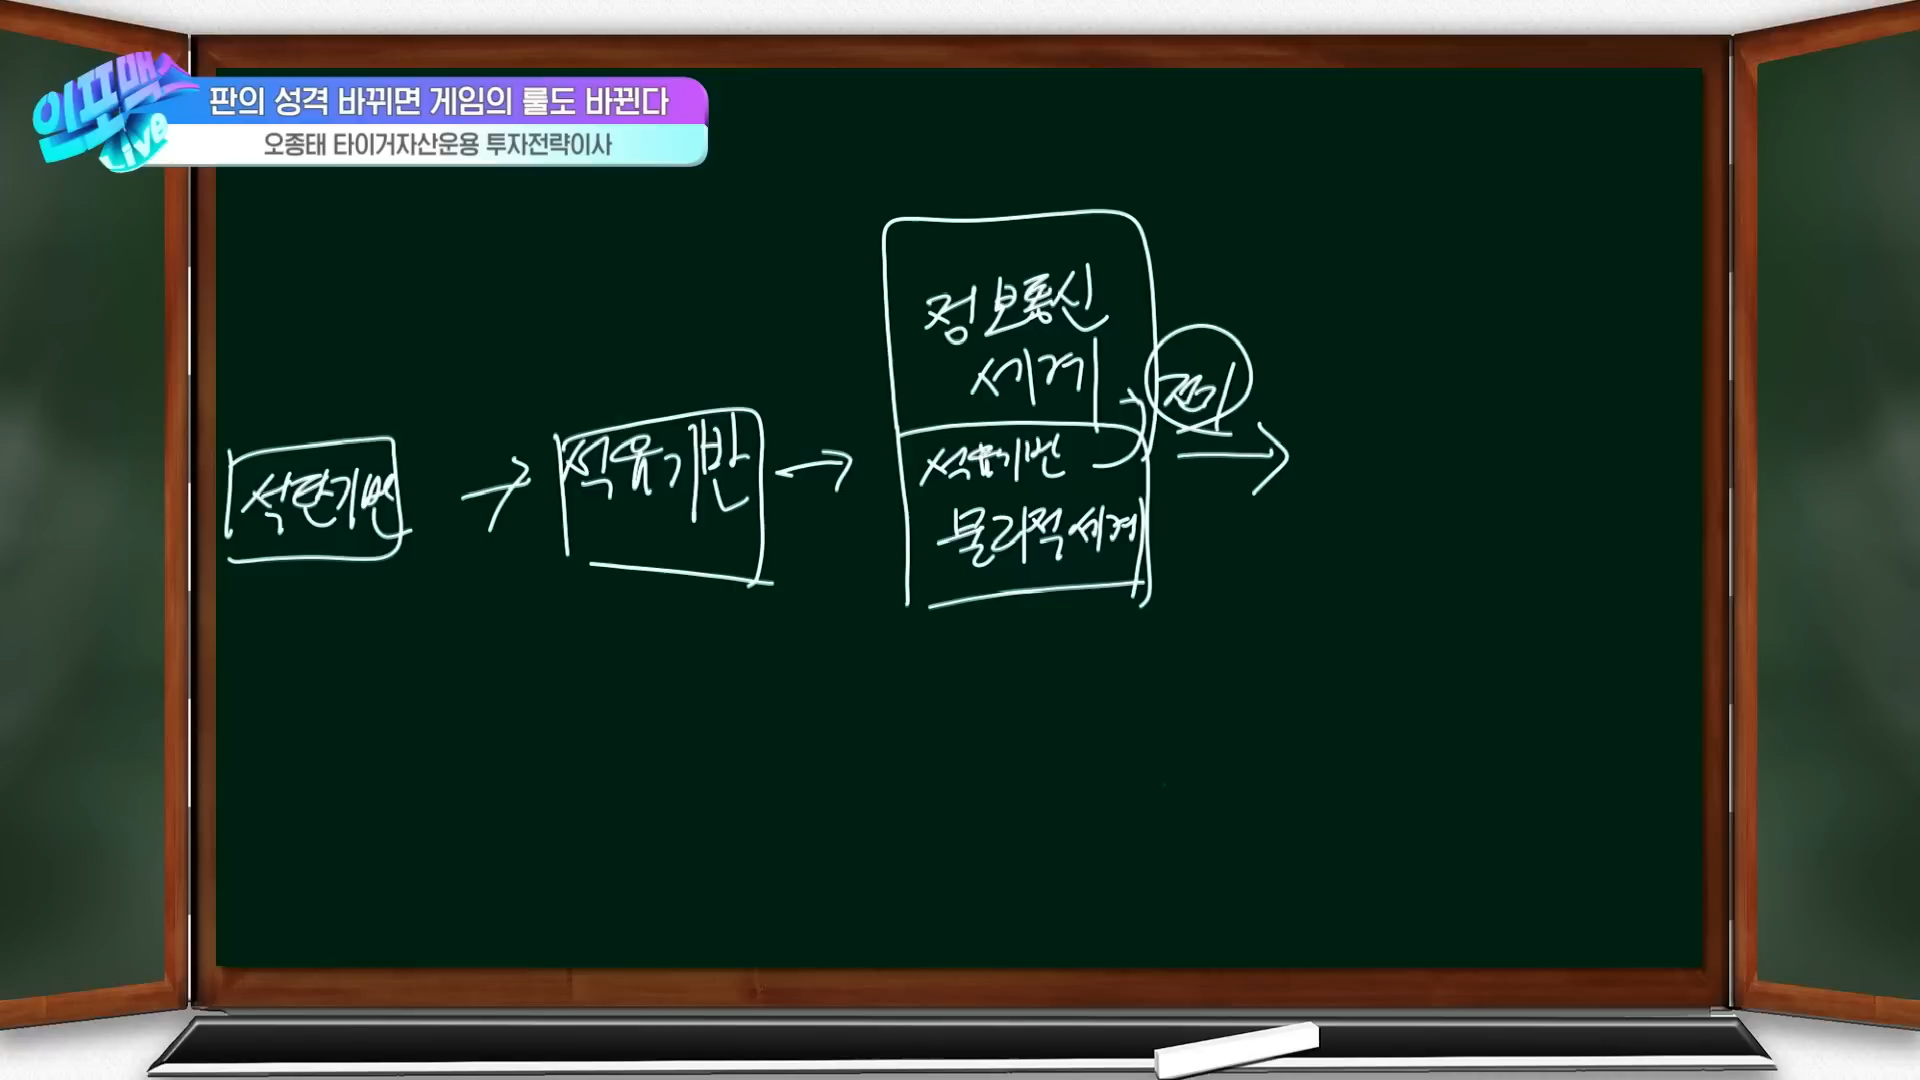 인포맥스
Live
판의 성격 바뀌면 게임의 룰도 바뀐다
오종태 타이거자산운용 투자전략이사
석탄기반
석유기반
정보통신
세계
석유기반
물리적세계
전기